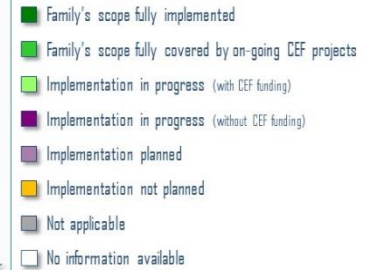 Family's scope fully implemented
Family's scope fully covered by on-going CEF projects
Implementation in progress (with CEF funding)
Implementation in progress (without CEF funding)
Implementation planned
Implementation not planned
Not applicable
No information available